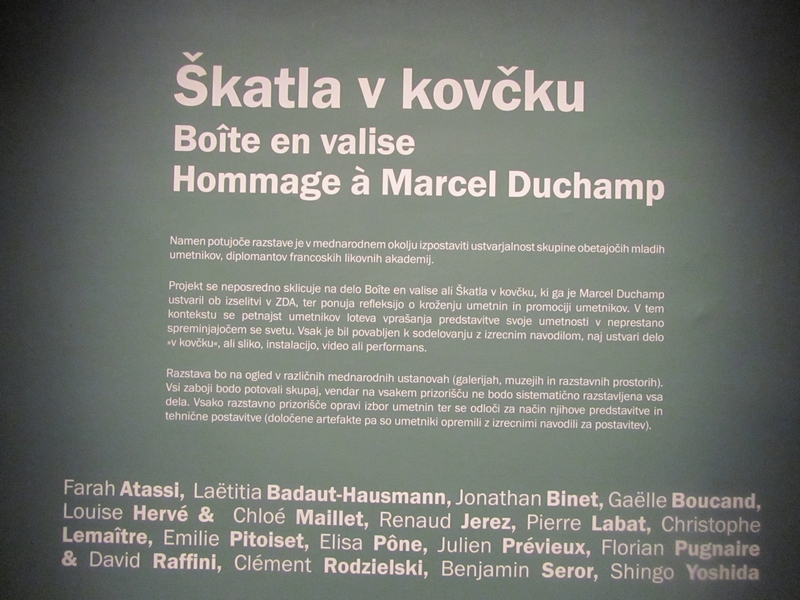 Škatla v kovčku
Boîte en valise
Hommage à Marcel Duchamp
Namen potujoče razstave je v mednarodnem okolju izpostaviti ustvarjalnost skupine obetajočih mladih
umetnikov, diplomantov francoskih likovnih akademij.
Projekt se neposredno sklicuje na delo Boîte en valise ali Škatla v kovčku, ki ga je Marcel Duchamp
ustvaril ob izselitvi v ZDA, ter ponuja refleksijo o kroženju umetnin in promociji umetnikov. V tem
kontekstu se petnajst umetnikov loteva vprašanja predstavitve svoje umetnosti v neprestano
spreminjajočem se svetu. Vsak je bil povabljen k sodelovanju z izrecnim navodilom, naj ustvari delo
»v kovčku«, ali sliko, instalacijo, video ali performans.
Razstava bo na ogled v različnih mednarodnih ustanovah (galerijah, muzejih in razstavnih prostorih).
Vsi zaboji bodo potovali skupaj, vendar na vsakem prizorišču ne bodo sistematično razstavljena vsa
dela. Vsako razstavno prizorišče opravi izbor umetnin ter se odloči za način njihove predstavitve in
tehnične postavitve (določene artefakte pa so umetniki opremili z izrecnimi navodili za postavitev).
Farah Atassi, Laëtitia Badaut-Hausmann, Jonathan Binet, Gaëlle Boucand,
Louise Hervé & Chloé Maillet, Renaud Jerez, Pierre Labat, Christophe
Lemaître, Emilie Pitoiset, Elisa Pône, Julien Prévieux, Florian Pugnaire
& David Raffini, Clément Rodzielski, Benjamin Seror, Shingo Yoshida